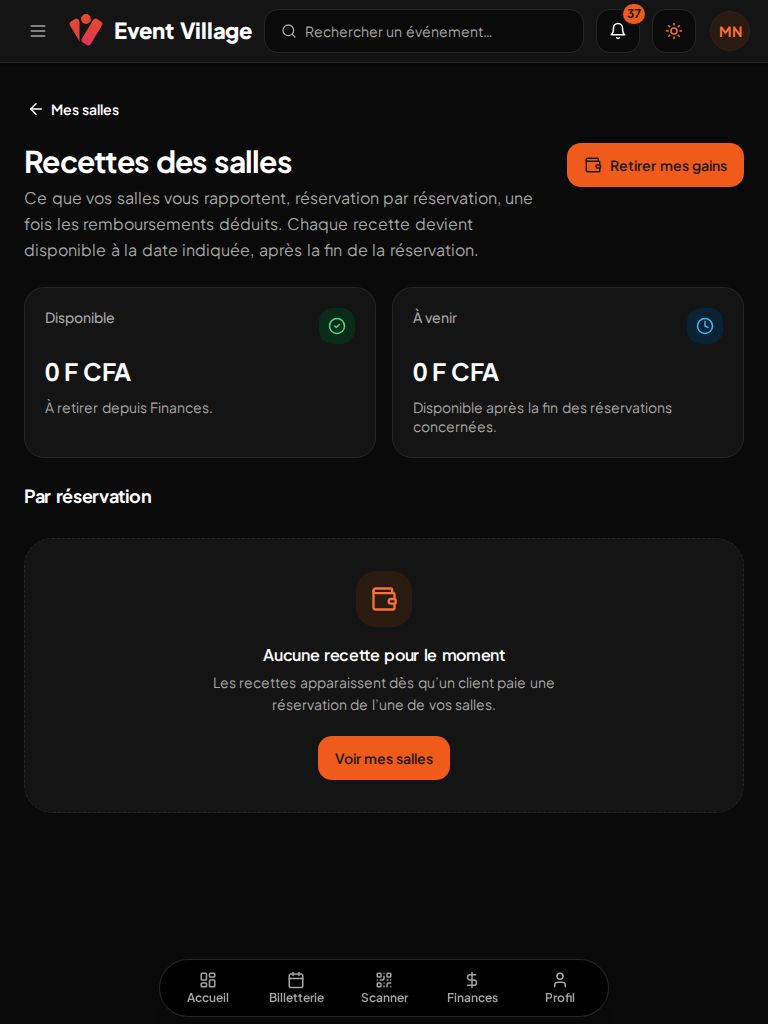 Event Village
Rechercher un événement…
37
MN
Mes salles
Recettes des salles
Retirer mes gains
Ce que vos salles vous rapportent, réservation par réservation, une
fois les remboursements déduits. Chaque recette devient
disponible à la date indiquée, après la fin de la réservation.
Disponible
0 F CFA
À retirer depuis Finances.
À venir
0 F CFA
Disponible après la fin des réservations
concernées.
Par réservation
Aucune recette pour le moment
Les recettes apparaissent dès qu’un client paie une
réservation de l’une de vos salles.
Voir mes salles
Accueil
Billetterie
Scanner
Finances
Profil